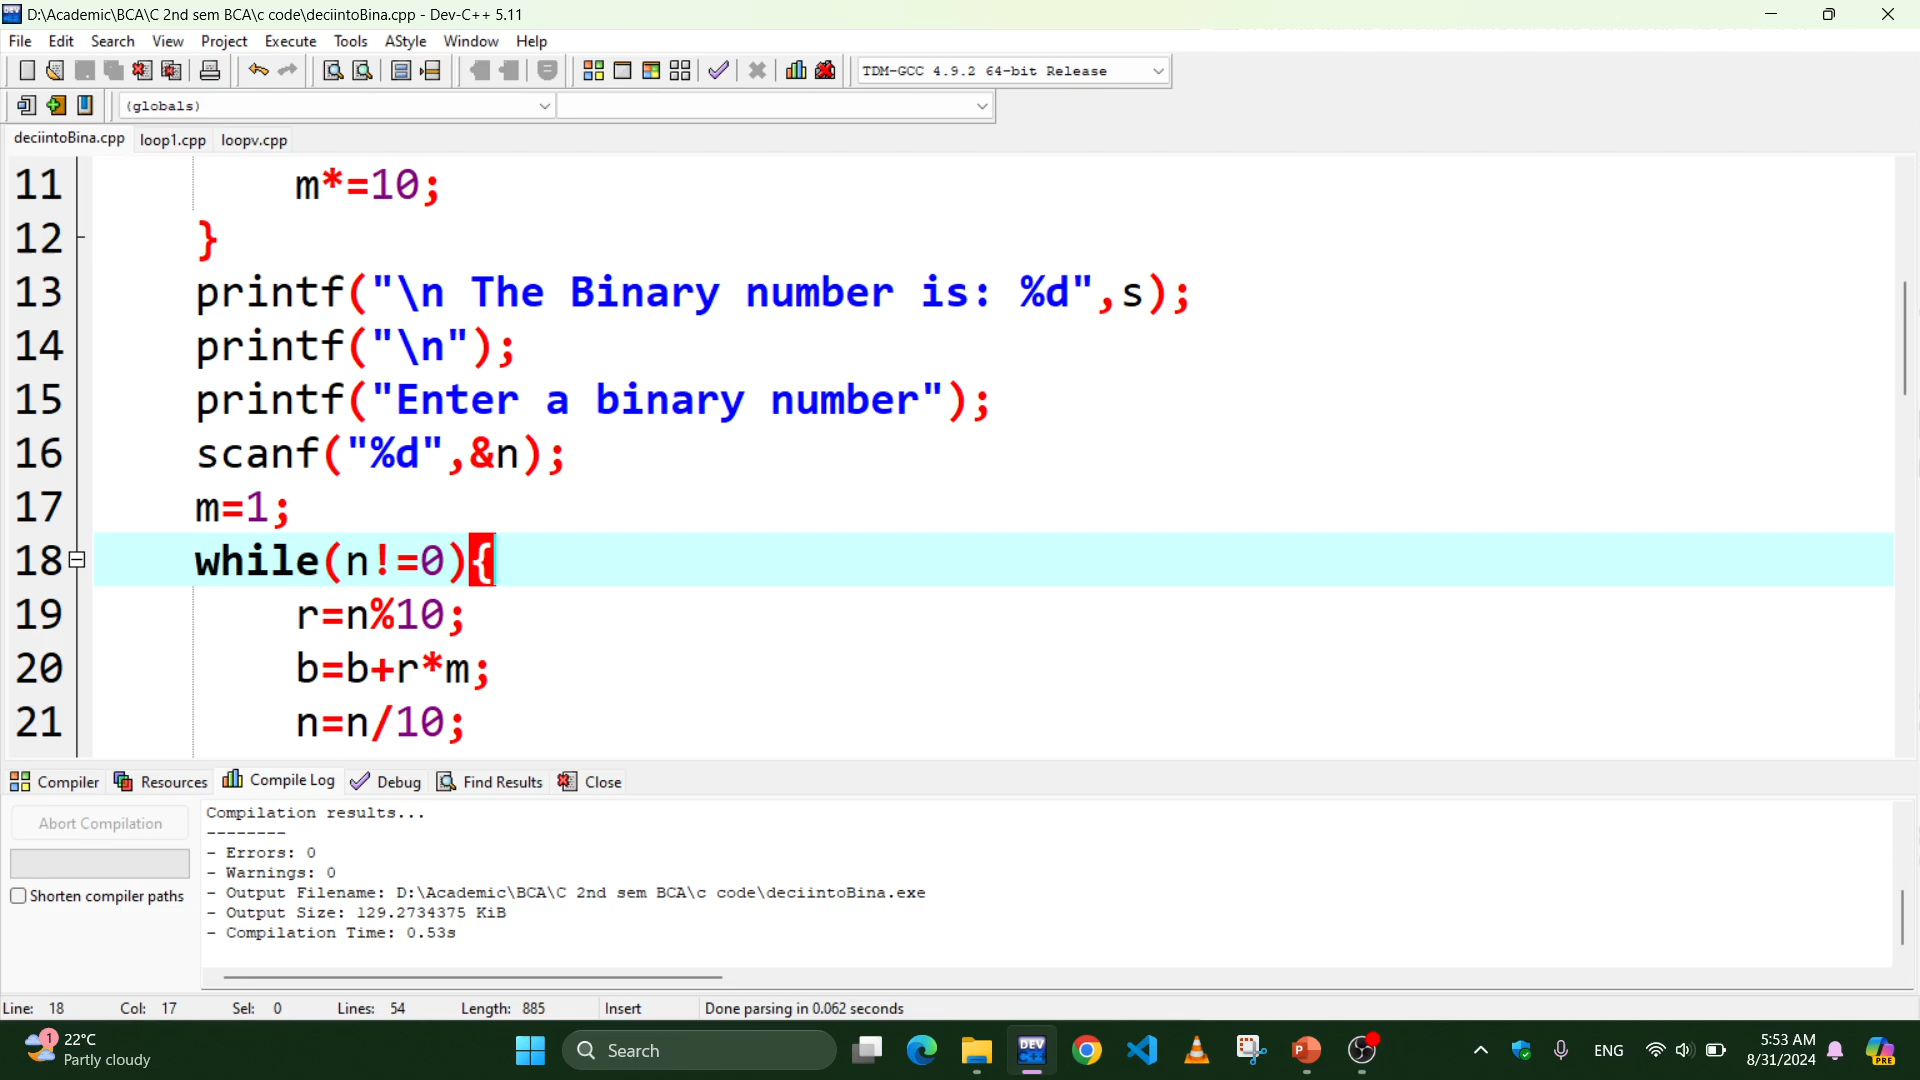 D:\Academic\BCA\C 2nd sem BCA\c code\deciintoBina.cpp - Dev-C++ 5.11
File Edit Search View Project Execute Tools AStyle Window Help
TDM-GCC 4.9.2 64-bit Release
(globals)
deciintoBina.cpp loop1.cpp loopv.cpp
11 m*=10;
12 }
13 printf("\n The Binary number is: %d",s);
14 printf("\n");
15 printf("Enter a binary number");
16 scanf("%d",&n);
17 m=1;
18 while(n!=0){
19 r=n%10;
20 b=b+r*m;
21 n=n/10;
Compiler Resources Compile Log Debug Find Results Close
Abort Compilation
Shorten compiler paths
Compilation results...
--------
- Errors: 0
- Warnings: 0
- Output Filename: D:\Academic\BCA\C 2nd sem BCA\c code\deciintoBina.exe
- Output Size: 129.2734375 KiB
- Compilation Time: 0.53s
Line: 18 Col: 17 Sel: 0 Lines: 54 Length: 885 Insert Done parsing in 0.062 seconds
1
22°C
Partly cloudy
Search
DEV
C++
P
ENG
5:53 AM
8/31/2024
PRE